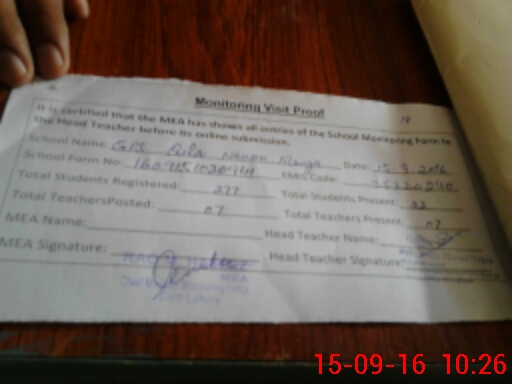 Monitoring Visit Proof
It is certified that the MEA has shown all entries of the School Monitoring Form to
the Head Teacher before its online submission.
School Name: GPS Date: 15.9.2016
School Form No: EMIS Code: 35220240
Total Students Registered: 277 Total Students Present: 22
Total TeachersPosted: 07 Total Teachers Present: 07
MEA Name: Head Teacher Name:
MEA Signature: Head Teacher Signature:
MEA
15-09-16 10:26